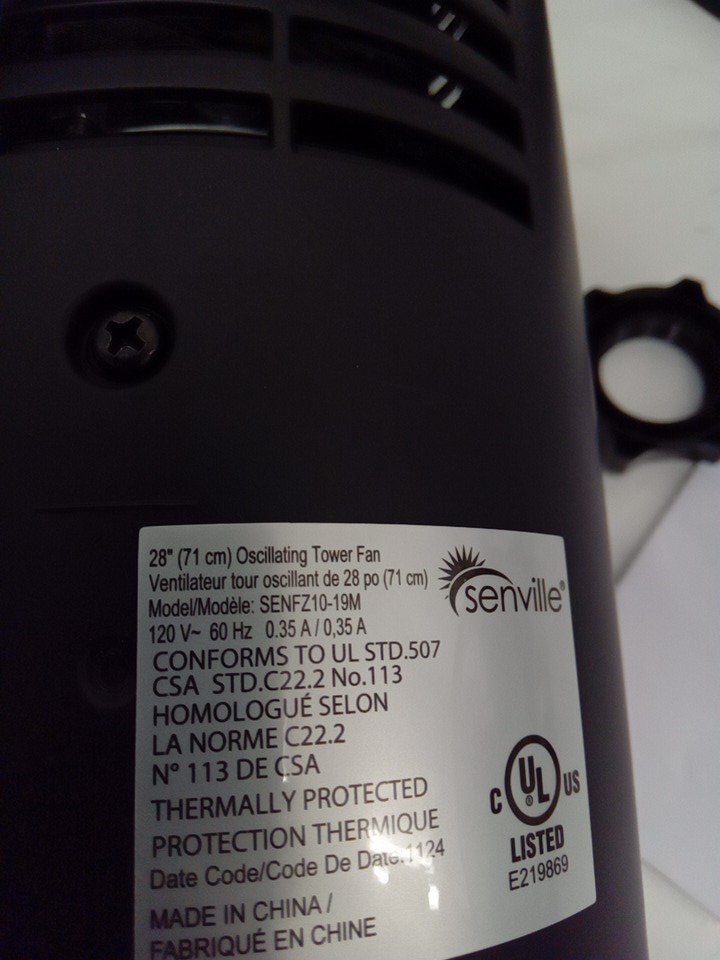 28" (71 cm) Oscillating Tower Fan
Ventilateur tour oscillant de 28 po (71 cm)
Model/Modèle: SENFZ10-19M
120 V~ 60 Hz 0.35 A / 0,35 A
senville®
CONFORMS TO UL STD.507
CSA STD.C22.2 No.113
HOMOLOGUÉ SELON
LA NORME C22.2
N° 113 DE CSA
THERMALLY PROTECTED
PROTECTION THERMIQUE
Date Code/Code De Date:1124
MADE IN CHINA /
FABRIQUÉ EN CHINE
C UL® US
LISTED
E219869